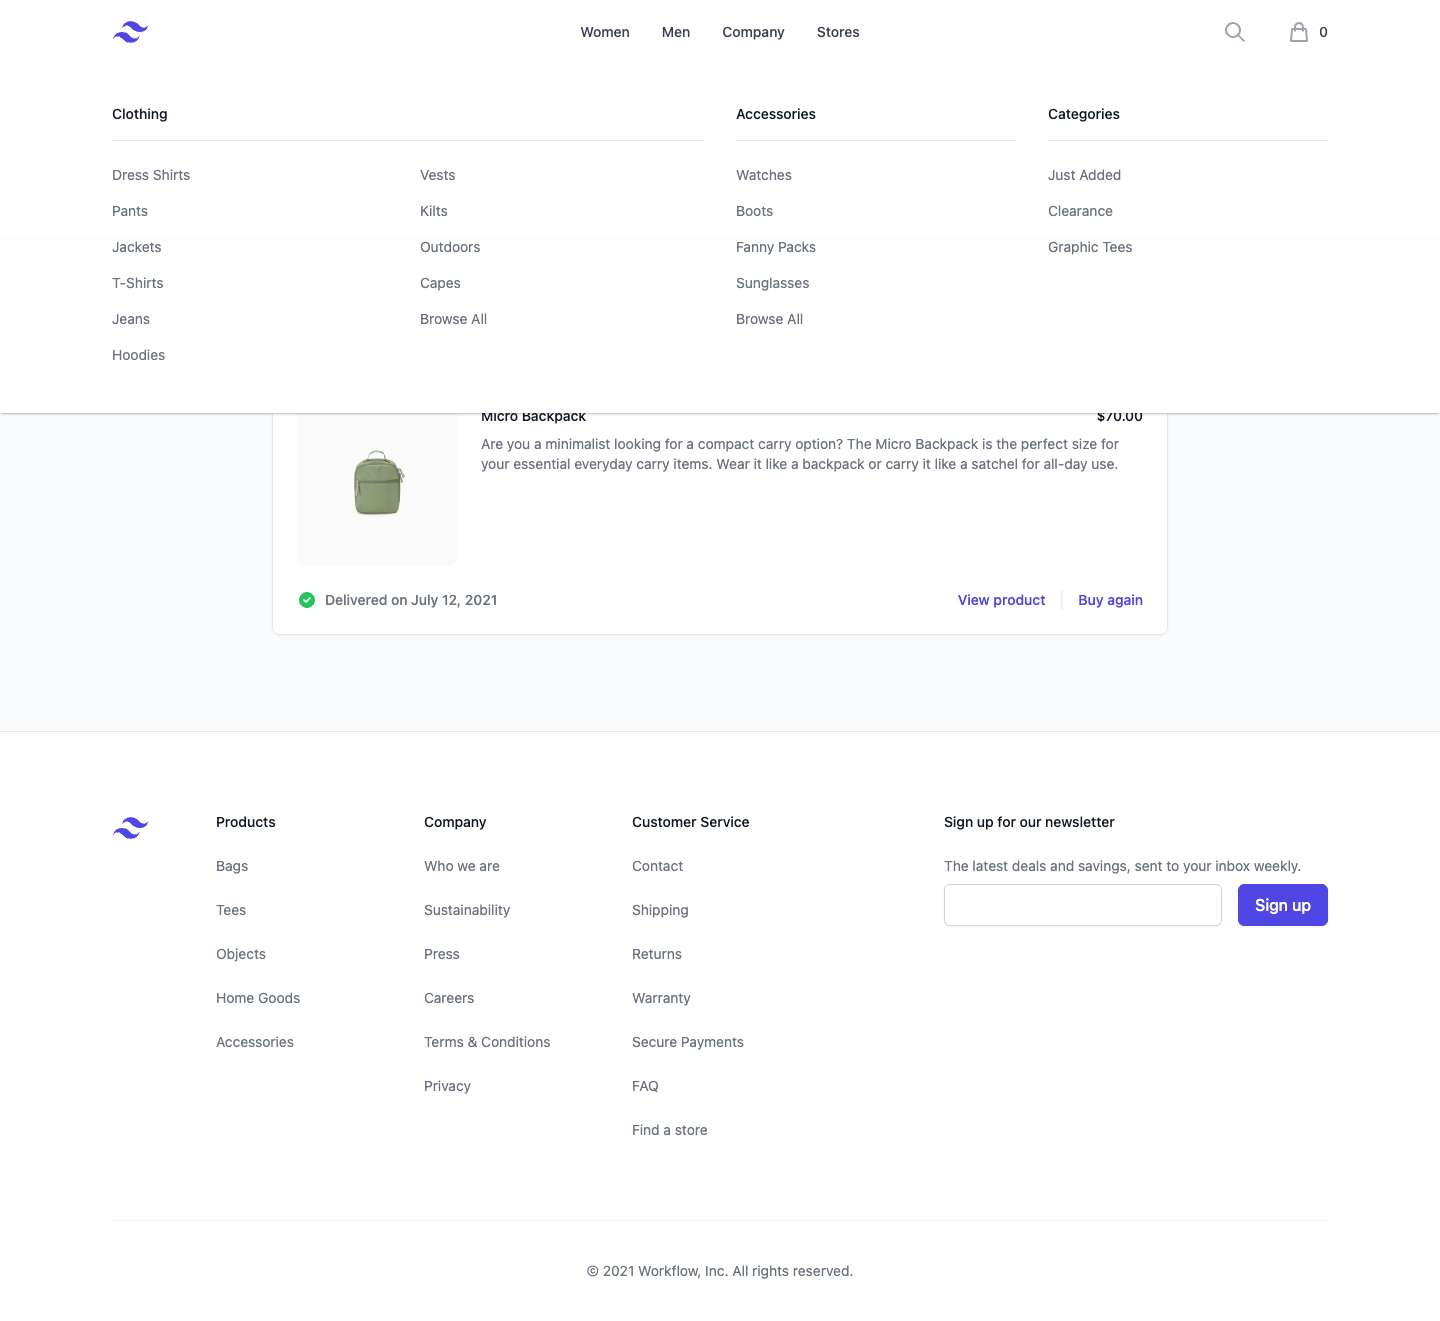 Women Men Company Stores 0
Clothing
Dress Shirts
Pants
Jackets
T-Shirts
Jeans
Hoodies
Vests
Kilts
Outdoors
Capes
Browse All
Accessories
Watches
Boots
Fanny Packs
Sunglasses
Browse All
Categories
Just Added
Clearance
Graphic Tees
Micro Backpack $70.00
Are you a minimalist looking for a compact carry option? The Micro Backpack is the perfect size for
your essential everyday carry items. Wear it like a backpack or carry it like a satchel for all-day use.
Delivered on July 12, 2021
View product Buy again
Products
Bags
Tees
Objects
Home Goods
Accessories
Company
Who we are
Sustainability
Press
Careers
Terms & Conditions
Privacy
Customer Service
Contact
Shipping
Returns
Warranty
Secure Payments
FAQ
Find a store
Sign up for our newsletter
The latest deals and savings, sent to your inbox weekly.
Sign up
© 2021 Workflow, Inc. All rights reserved.